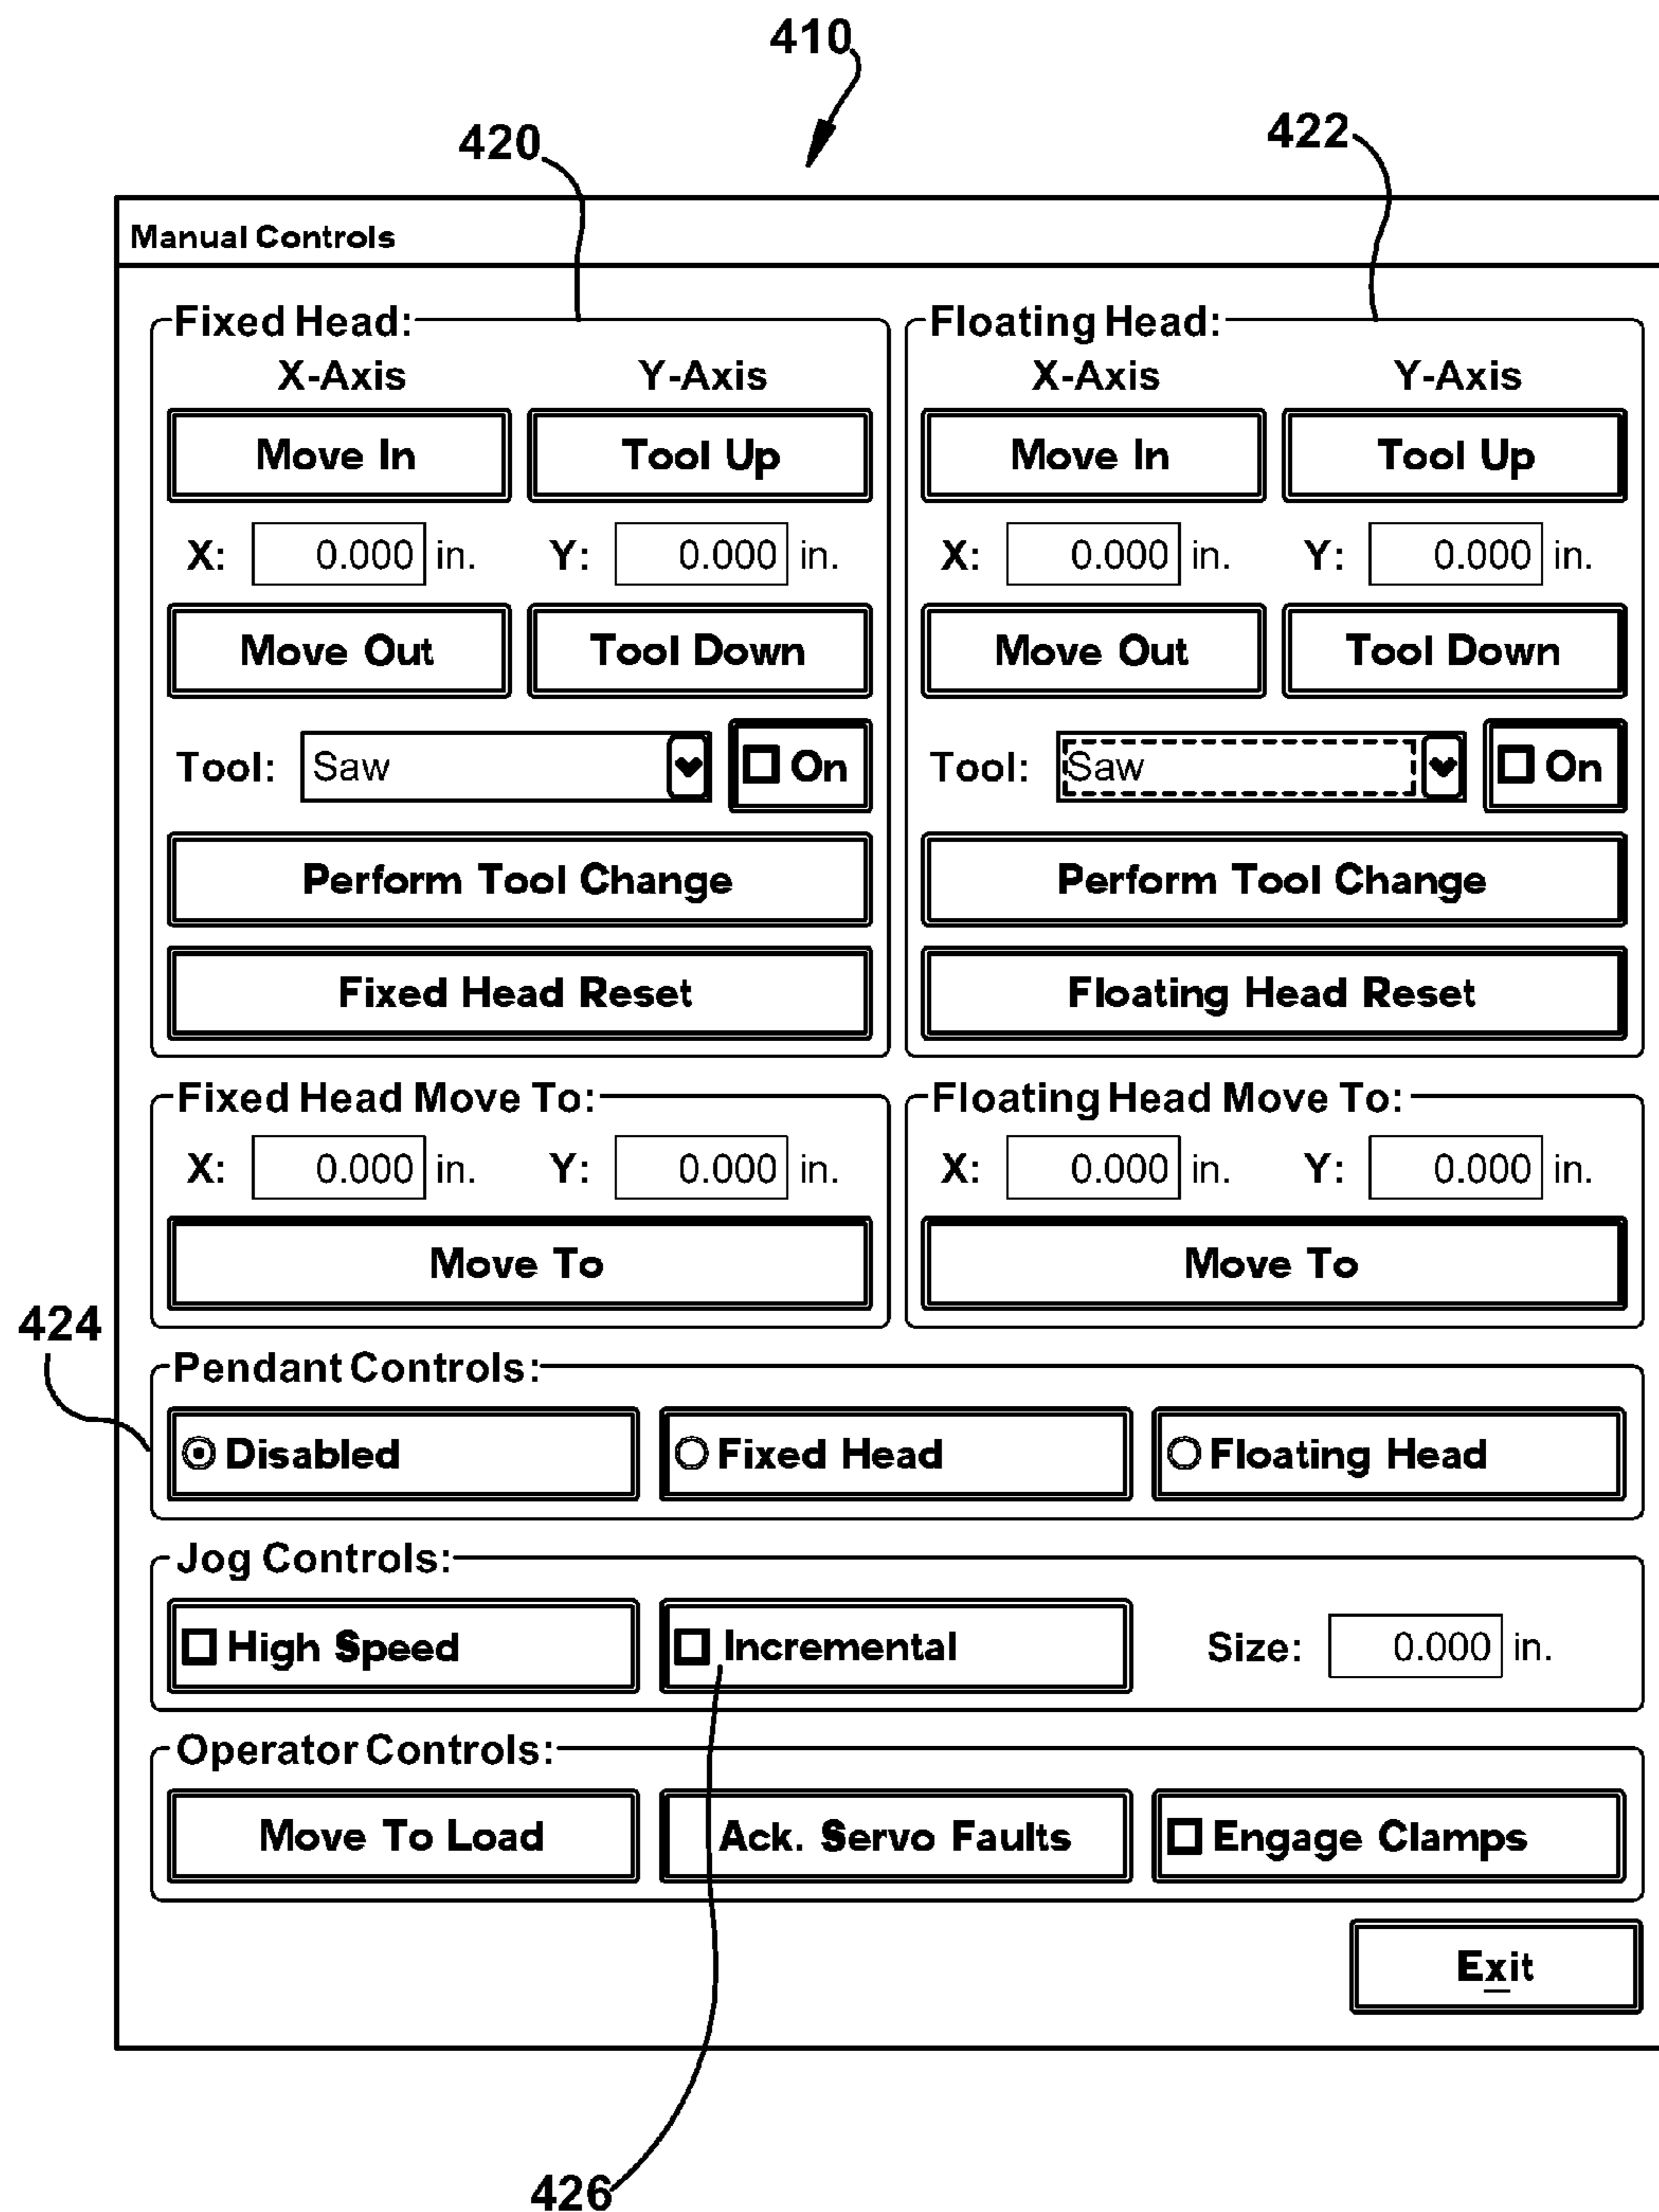 410
420 422
Manual Controls
Fixed Head: Floating Head:
X-Axis Y-Axis X-Axis Y-Axis
Move In Tool Up Move In Tool Up
X: 0.000 in. Y: 0.000 in. X: 0.000 in. Y: 0.000 in.
Move Out Tool Down Move Out Tool Down
Tool: Saw On Tool: Saw On
Perform Tool Change Perform Tool Change
Fixed Head Reset Floating Head Reset
Fixed Head Move To: Floating Head Move To:
X: 0.000 in. Y: 0.000 in. X: 0.000 in. Y: 0.000 in.
Move To Move To
424
Pendant Controls:
Disabled Fixed Head Floating Head
Jog Controls:
High Speed Incremental Size: 0.000 in.
Operator Controls:
Move To Load Ack. Servo Faults Engage Clamps
Exit
426